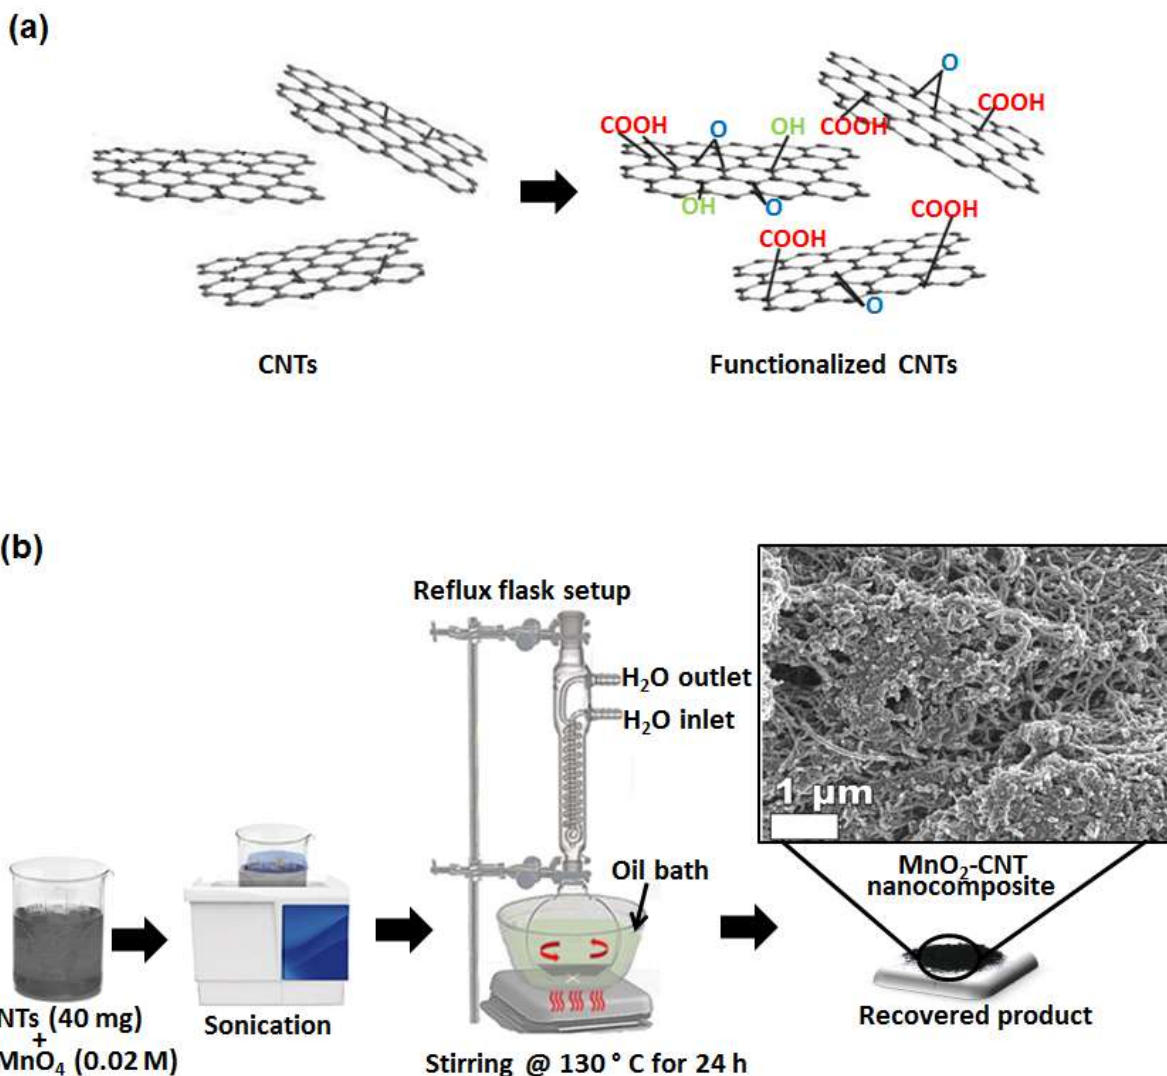 (a)
O
COOH
COOH
O
OH
COOH
OH
O
COOH
COOH
O
CNTs
Functionalized CNTs
(b)
Reflux flask setup
H₂O outlet
H₂O inlet
1 μm
Oil bath
MnO₂-CNT
nanocomposite
NTs (40 mg)
+
MnO₄ (0.02 M)
Sonication
Stirring @ 130 ° C for 24 h
Recovered product